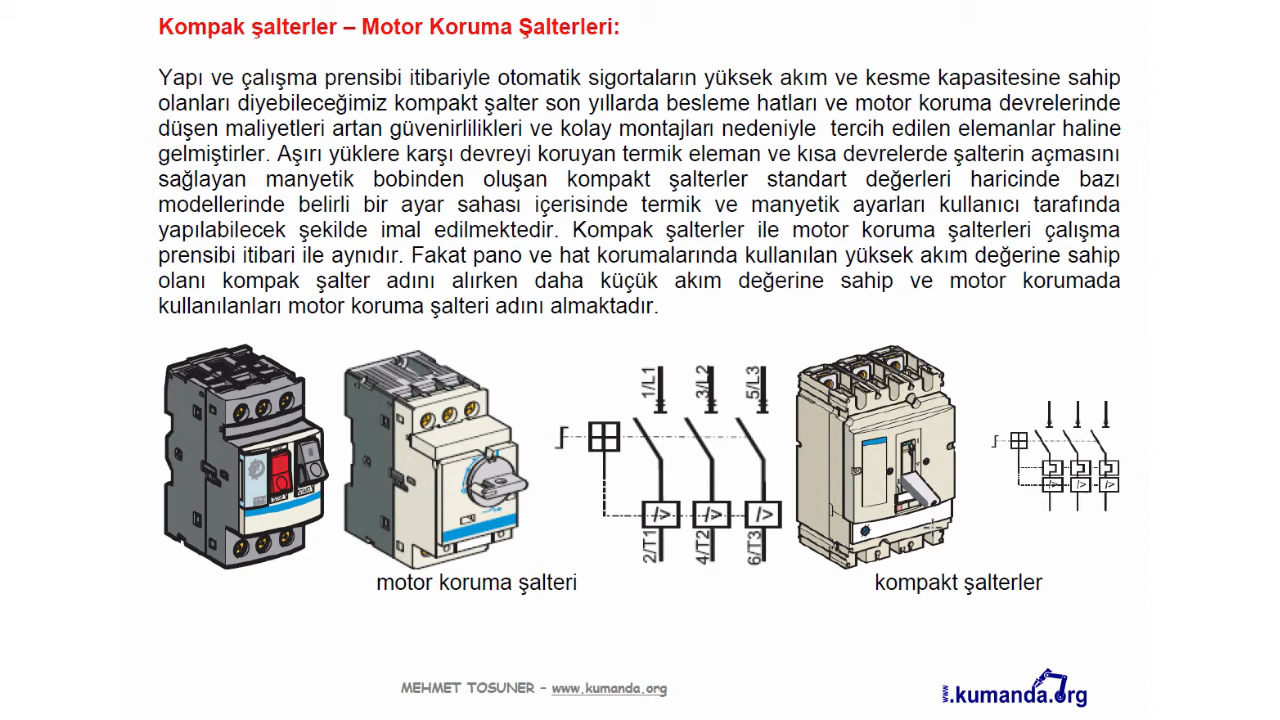 Kompak şalterler – Motor Koruma Şalterleri:
Yapı ve çalışma prensibi itibariyle otomatik sigortaların yüksek akım ve kesme kapasitesine sahip
olanları diyebileceğimiz kompakt şalter son yıllarda besleme hatları ve motor koruma devrelerinde
düşen maliyetleri artan güvenirlilikleri ve kolay montajları nedeniyle tercih edilen elemanlar haline
gelmiştirler. Aşırı yüklere karşı devreyi koruyan termik eleman ve kısa devrelerde şalterin açmasını
sağlayan manyetik bobinden oluşan kompakt şalterler standart değerleri haricinde bazı
modellerinde belirli bir ayar sahası içerisinde termik ve manyetik ayarları kullanıcı tarafında
yapılabilecek şekilde imal edilmektedir. Kompak şalterler ile motor koruma şalterleri çalışma
prensibi itibari ile aynıdır. Fakat pano ve hat korumalarında kullanılan yüksek akım değerine sahip
olanı kompak şalter adını alırken daha küçük akım değerine sahip ve motor korumada
kullanılanları motor koruma şalteri adını almaktadır.
1/L1 3/L2 5/L3
I> I> I>
I> I> I>
2/T1 4/T2 6/T3
motor koruma şalteri
kompakt şalterler
MEHMET TOSUNER – www.kumanda.org
www.kumanda.org